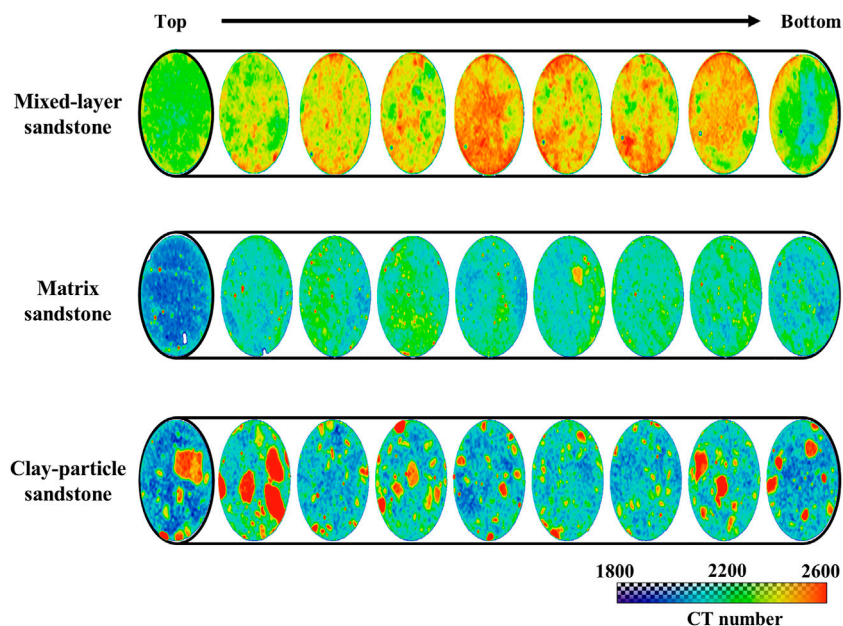 Top
Bottom
Mixed-layer
sandstone
Matrix
sandstone
Clay-particle
sandstone
1800 2200 2600
CT number